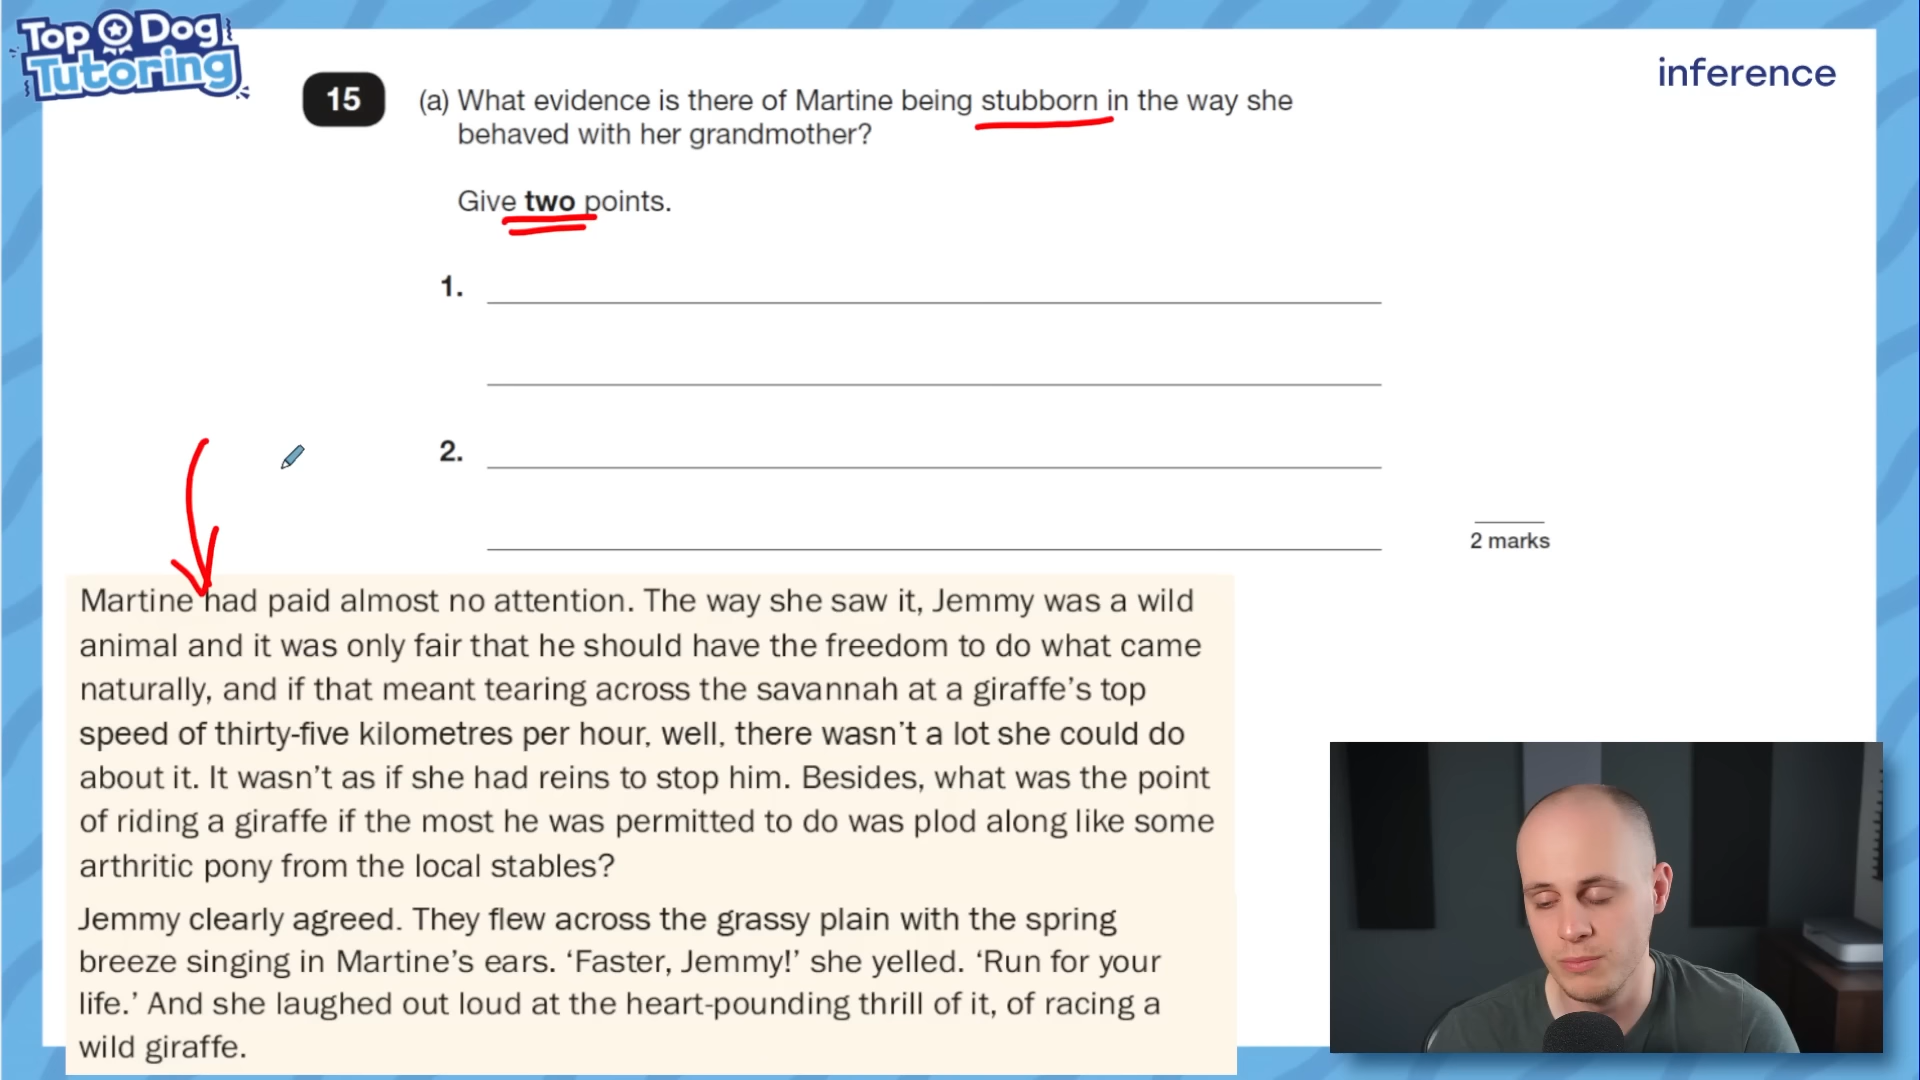 Top Dog
Tutoring
inference
15
(a) What evidence is there of Martine being stubborn in the way she
behaved with her grandmother?
Give two points.
1.
2.
2 marks
Martine had paid almost no attention. The way she saw it, Jemmy was a wild
animal and it was only fair that he should have the freedom to do what came
naturally, and if that meant tearing across the savannah at a giraffe’s top
speed of thirty-five kilometres per hour, well, there wasn’t a lot she could do
about it. It wasn’t as if she had reins to stop him. Besides, what was the point
of riding a giraffe if the most he was permitted to do was plod along like some
arthritic pony from the local stables?
Jemmy clearly agreed. They flew across the grassy plain with the spring
breeze singing in Martine’s ears. ‘Faster, Jemmy!’ she yelled. ‘Run for your
life.’ And she laughed out loud at the heart-pounding thrill of it, of racing a
wild giraffe.